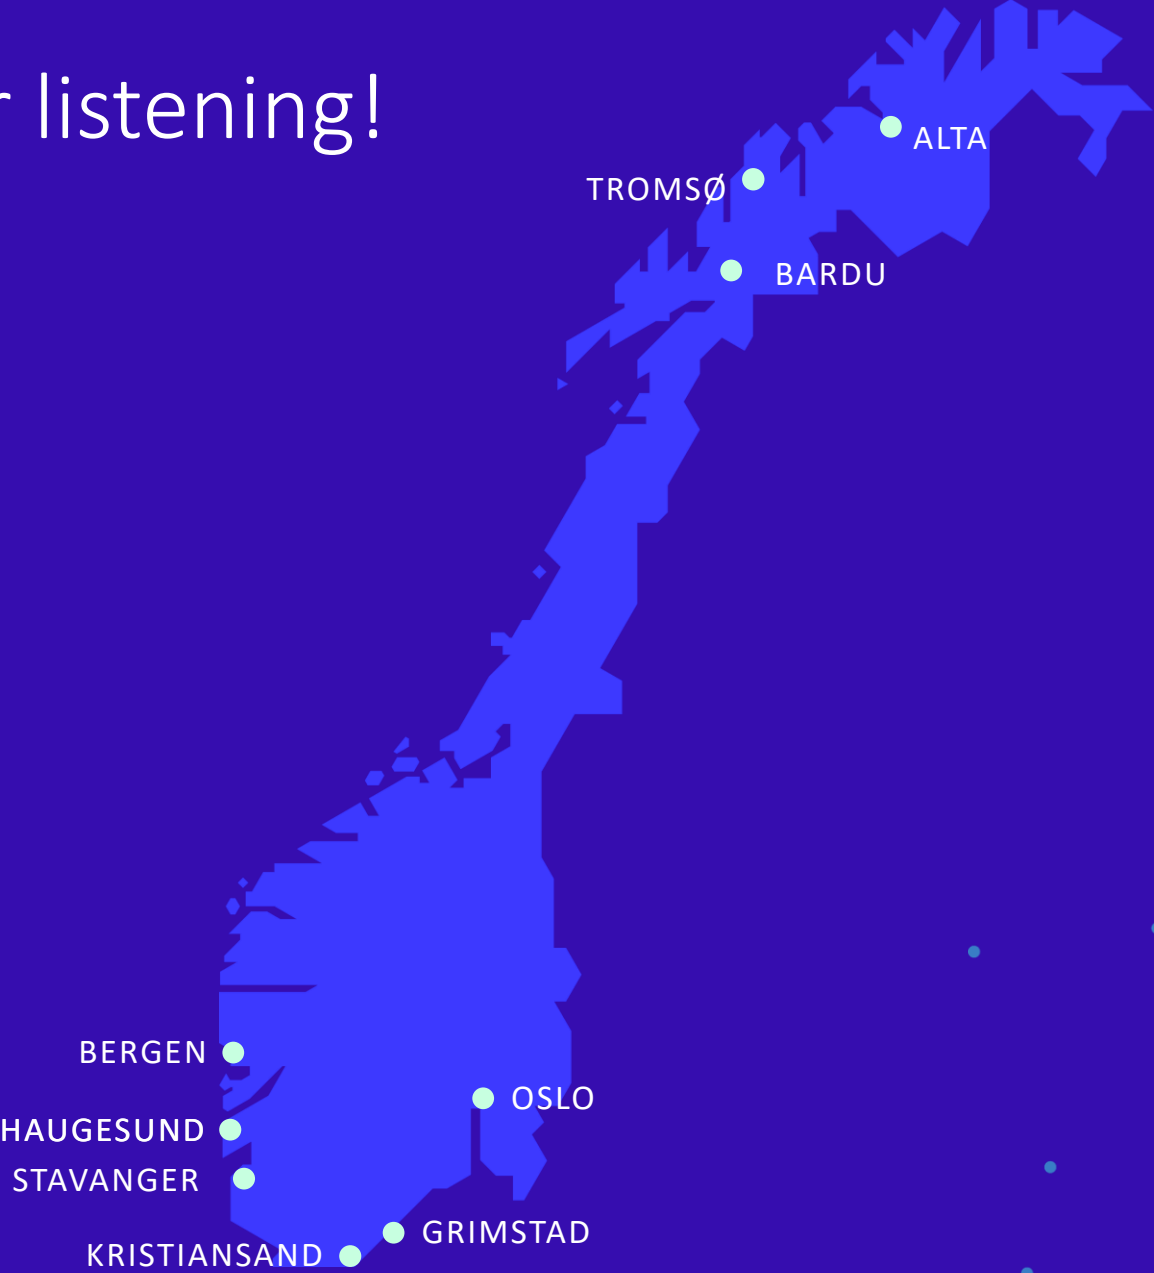 r listening!
ALTA
TROMSØ
BARDU
BERGEN
OSLO
HAUGESUND
STAVANGER
GRIMSTAD
KRISTIANSAND